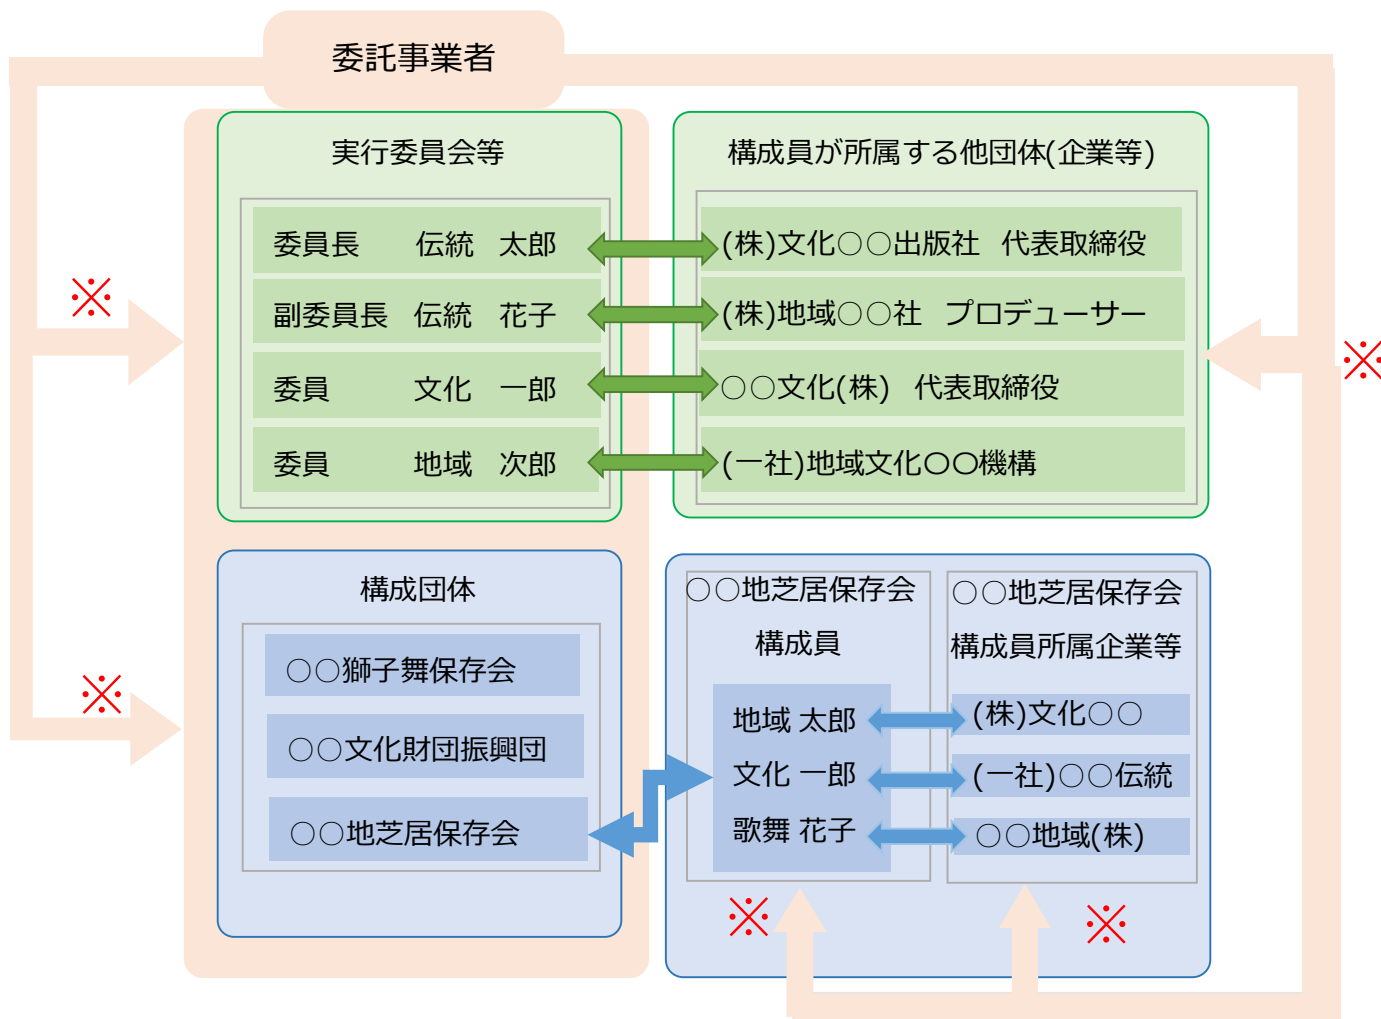 委託事業者
実行委員会等
委員長 伝統 太郎
副委員長 伝統 花子
委員 文化 一郎
委員 地域 次郎
構成員が所属する他団体(企業等)
(株)文化○○出版社 代表取締役
(株)地域○○社 プロデューサー
○○文化(株) 代表取締役
(一社)地域文化〇〇機構
※
※
構成団体
○○獅子舞保存会
○○文化財団振興団
○○地芝居保存会
※
○○地芝居保存会
構成員
地域 太郎
文化 一郎
歌舞 花子
○○地芝居保存会
構成員所属企業等
(株)文化○○
(一社)○○伝統
○○地域(株)
※
※